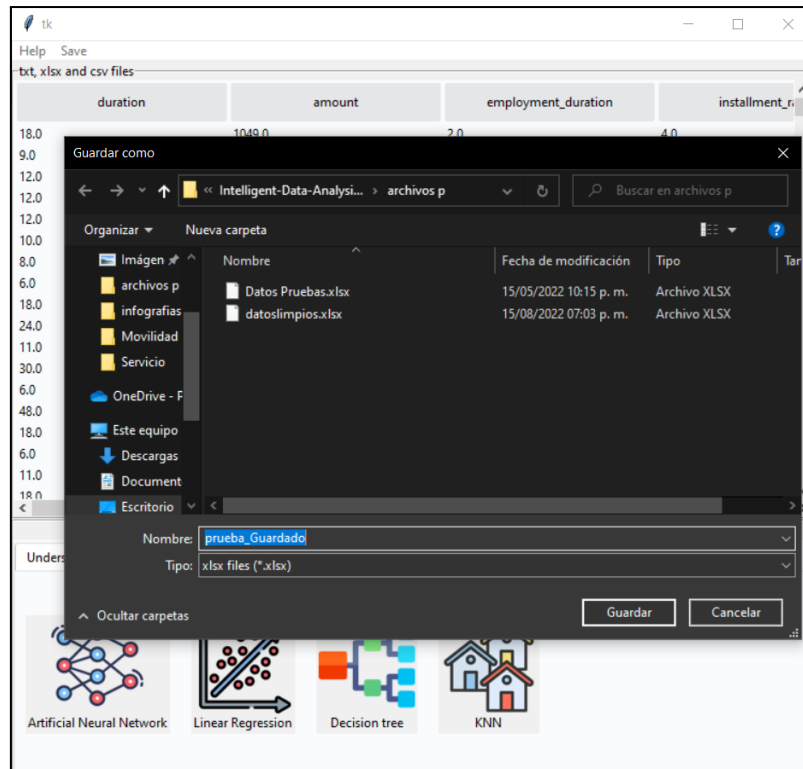 tk
Help Save
txt, xlsx and csv files
duration amount employment_duration installment_r
18.0 1049.0 2.0 4.0
9.0
12.0
12.0
12.0
10.0
8.0
6.0
18.0
24.0
11.0
30.0
6.0
48.0
18.0
6.0
11.0
18.0
Guardar como
« Intelligent-Data-Analysi... › archivos p Buscar en archivos p
Organizar Nueva carpeta
Nombre Fecha de modificación Tipo Tar
Imágen
archivos p
infografias
Movilidad
Servicio
OneDrive - P
Este equipo
Descargas
Document
Escritorio
Datos Pruebas.xlsx 15/05/2022 10:15 p. m. Archivo XLSX
datoslimpios.xlsx 15/08/2022 07:03 p. m. Archivo XLSX
Nombre: prueba_Guardado
Tipo: xlsx files (*.xlsx)
Ocultar carpetas Guardar Cancelar
Unders
Artificial Neural Network Linear Regression Decision tree KNN